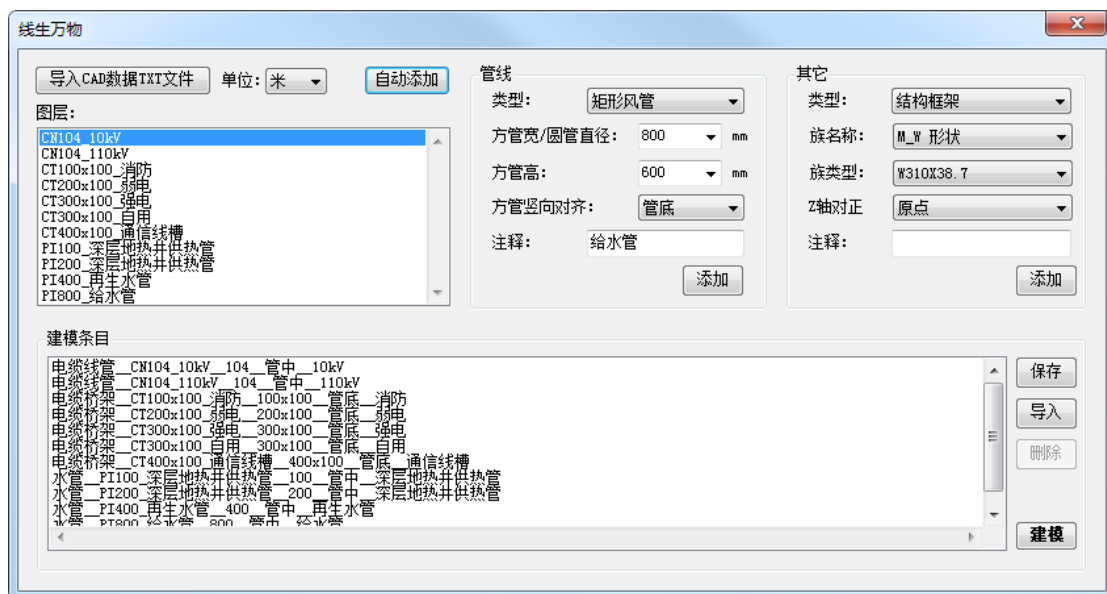 线生万物
导入CAD数据TXT文件 单位: 米 自动添加
图层:
CN104_10kV
CN104_110kV
CT100x100_消防
CT200x100_弱电
CT300x100_强电
CT300x100_自用
CT400x100_通信线槽
PI100_深层地热井供热管
PI200_深层地热井供热管
PI400_再生水管
PI800_给水管
管线
类型: 矩形风管
方管宽/圆管直径: 800 mm
方管高: 600 mm
方管竖向对齐: 管底
注释: 给水管
添加
其它
类型: 结构框架
族名称: M_W 形状
族类型: W310X38.7
Z轴对正 原点
注释:
添加
建模条目
电缆线管__CN104_10kV__104__管中__10kV
电缆线管__CN104_110kV__104__管中__110kV
电缆桥架__CT100x100_消防__100x100__管底__消防
电缆桥架__CT200x100_弱电__200x100__管底__弱电
电缆桥架__CT300x100_强电__300x100__管底__强电
电缆桥架__CT300x100_自用__300x100__管底__自用
电缆桥架__CT400x100_通信线槽__400x100__管底__通信线槽
水管__PI100_深层地热井供热管__100__管中__深层地热井供热管
水管__PI200_深层地热井供热管__200__管中__深层地热井供热管
水管__PI400_再生水管__400__管中__再生水管
水管__PI800_给水管__800__管中__给水管
保存
导入
删除
建模